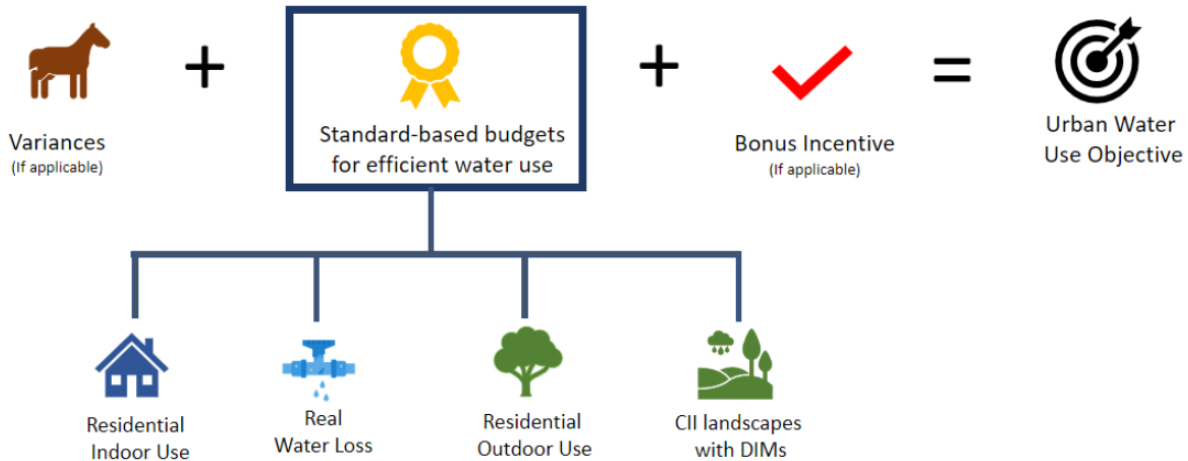 Variances
(If applicable)
+
Standard-based budgets
for efficient water use
+
Bonus Incentive
(If applicable)
=
Urban Water
Use Objective
Residential
Indoor Use
Real
Water Loss
Residential
Outdoor Use
CII landscapes
with DIMs